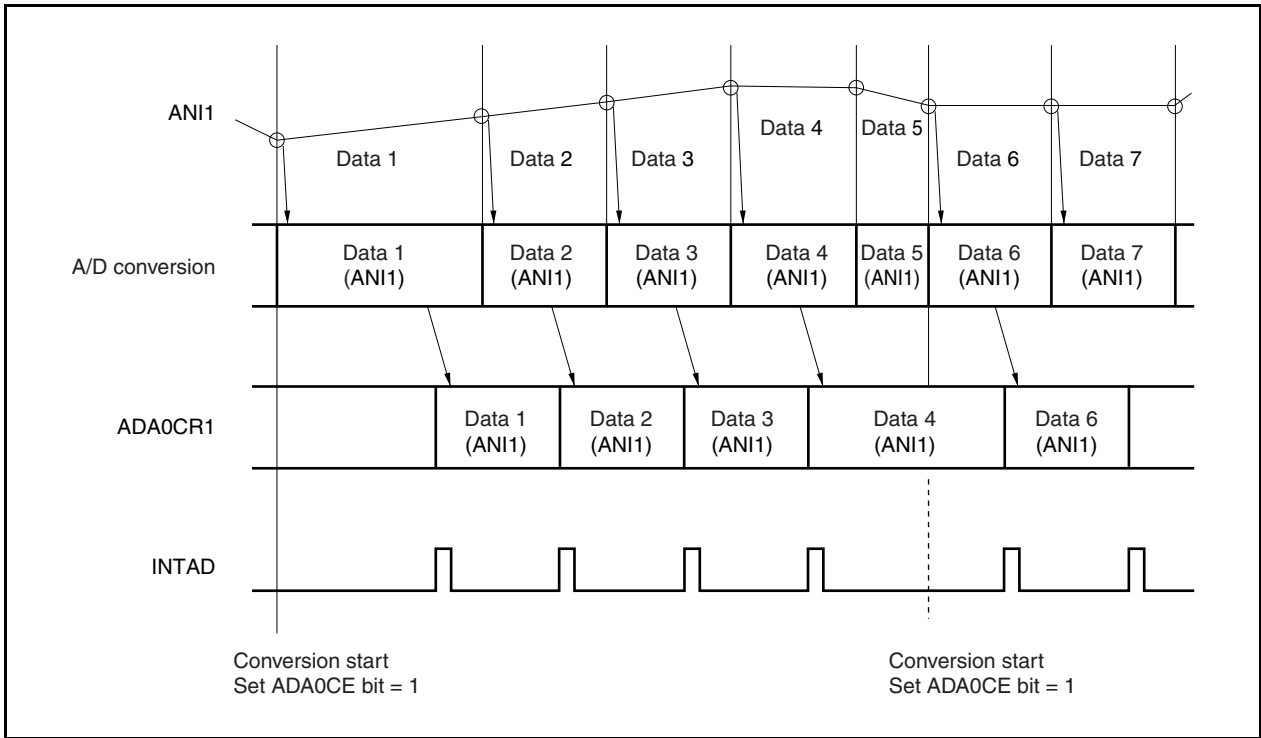 ANI1
Data 1
Data 2
Data 3
Data 4
Data 5
Data 6
Data 7
A/D conversion
Data 1
(ANI1)
Data 2
(ANI1)
Data 3
(ANI1)
Data 4
(ANI1)
Data 5
(ANI1)
Data 6
(ANI1)
Data 7
(ANI1)
ADA0CR1
Data 1
(ANI1)
Data 2
(ANI1)
Data 3
(ANI1)
Data 4
(ANI1)
Data 6
(ANI1)
INTAD
Conversion start
Set ADA0CE bit = 1
Conversion start
Set ADA0CE bit = 1